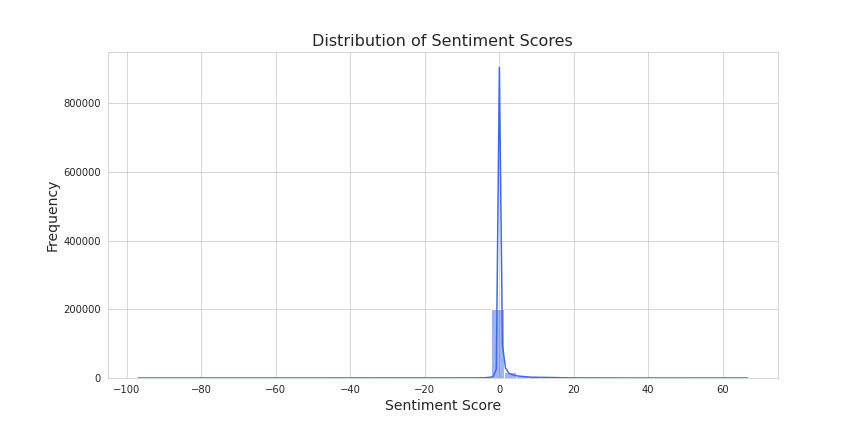 Distribution of Sentiment Scores
800000
600000
400000
200000
0
Frequency
−100 −80 −60 −40 −20 0 20 40 60
Sentiment Score